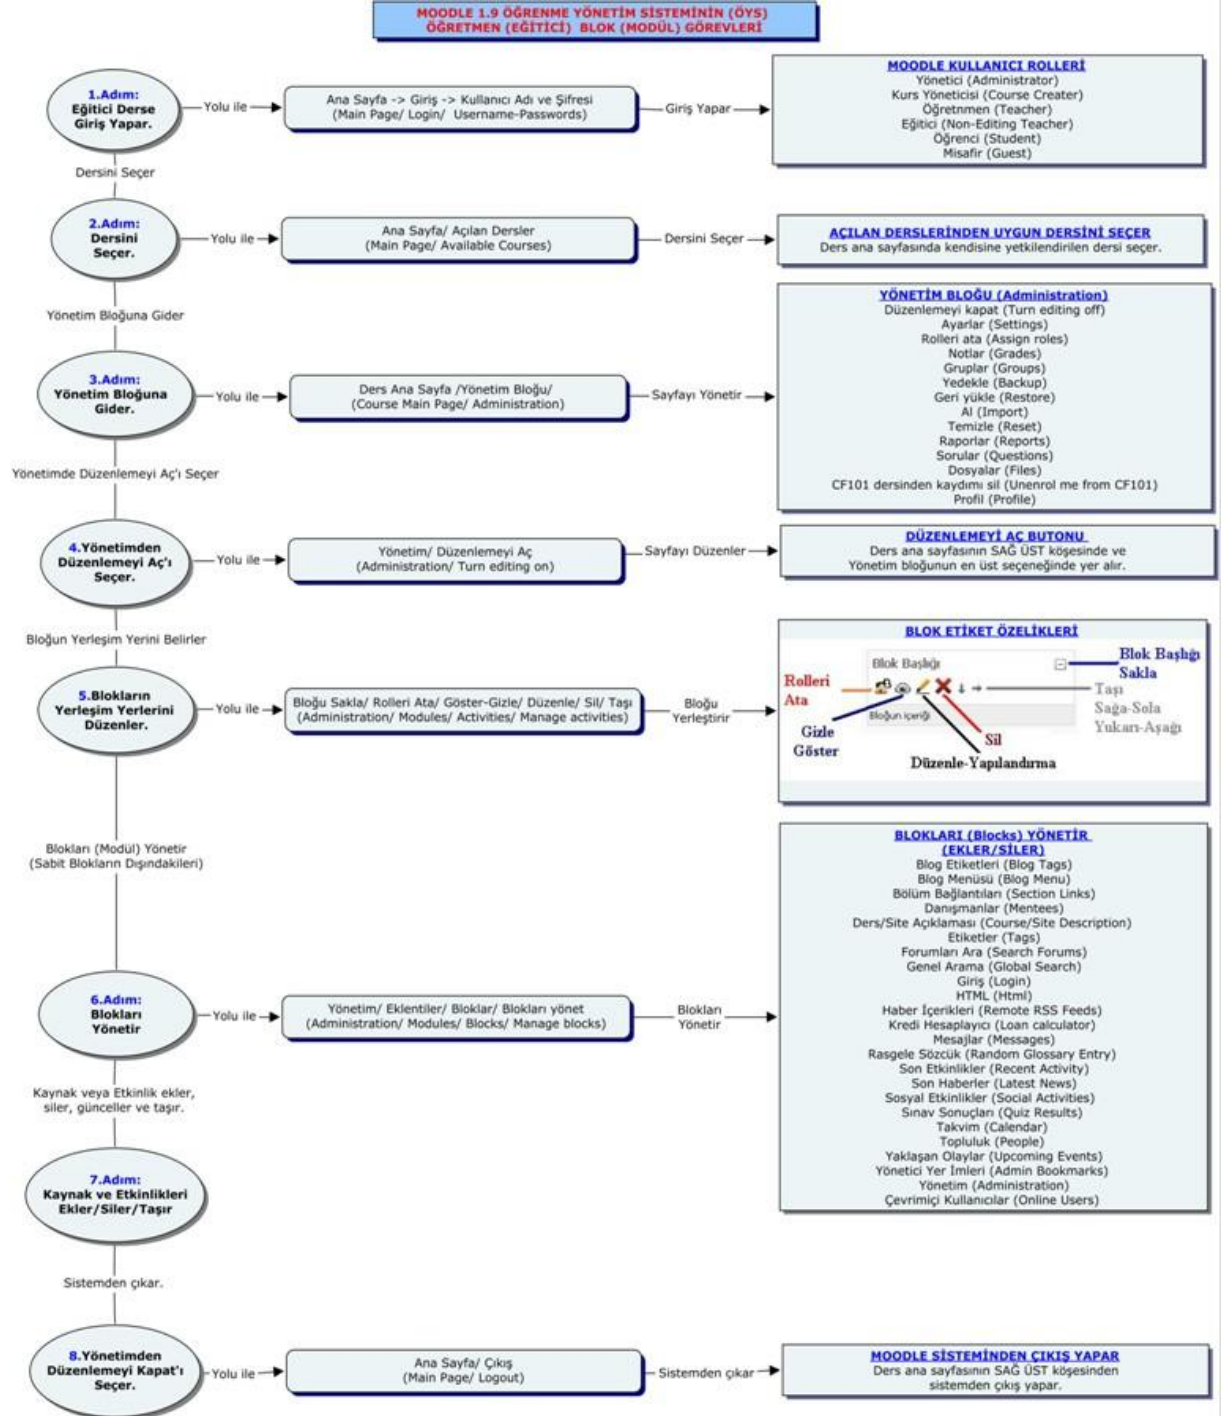 MOODLE 1.9 ÖĞRENME YÖNETİM SİSTEMİNİN (ÖYS)
ÖĞRETMEN (EĞİTİCİ) BLOK (MODÜL) GÖREVLERİ
1.Adım:
Eğitici Derse
Giriş Yapar.
Yolu ile
Ana Sayfa -> Giriş -> Kullanıcı Adı ve Şifresi
(Main Page/ Login/ Username-Passwords)
Giriş Yapar
MOODLE KULLANICI ROLLERİ
Yönetici (Administrator)
Kurs Yöneticisi (Course Creater)
Öğretnmen (Teacher)
Eğitici (Non-Editing Teacher)
Öğrenci (Student)
Misafir (Guest)
Dersini Seçer
2.Adım:
Dersini
Seçer.
Yolu ile
Ana Sayfa/ Açılan Dersler
(Main Page/ Available Courses)
Dersini Seçer
AÇILAN DERSLERİNDEN UYGUN DERSİNİ SEÇER
Ders ana sayfasında kendisine yetkilendirilen dersi seçer.
Yönetim Bloğuna Gider
3.Adım:
Yönetim Bloğuna
Gider.
Yolu ile
Ders Ana Sayfa /Yönetim Bloğu/
(Course Main Page/ Administration)
Sayfayı Yönetir
YÖNETİM BLOĞU (Administration)
Düzenlemeyi kapat (Turn editing off)
Ayarlar (Settings)
Rolleri ata (Assign roles)
Notlar (Grades)
Gruplar (Groups)
Yedekle (Backup)
Geri yükle (Restore)
Al (Import)
Temizle (Reset)
Raporlar (Reports)
Sorular (Questions)
Dosyalar (Files)
CF101 dersinden kaydımı sil (Unenrol me from CF101)
Profil (Profile)
Yönetimde Düzenlemeyi Aç'ı Seçer
4.Yönetimden
Düzenlemeyi Aç'ı
Seçer.
Yolu ile
Yönetim/ Düzenlemeyi Aç
(Administration/ Turn editing on)
Sayfayı Düzenler
DÜZENLEMEYİ AÇ BUTONU
Ders ana sayfasının SAĞ ÜST köşesinde ve
Yönetim bloğunun en üst seçeneğinde yer alır.
Bloğun Yerleşim Yerini Belirler
5.Blokların
Yerleşim Yerlerini
Düzenler.
Yolu ile
Bloğu Sakla/ Rolleri Ata/ Göster-Gizle/ Düzenle/ Sil/ Taşı
(Administration/ Modules/ Activities/ Manage activities)
Bloğu
Yerleştirir
BLOK ETİKET ÖZELİKLERİ
Blok Başlığı
Blok Başlığı
Sakla
Rolleri
Ata
Taşı
Sağa-Sola
Yukarı-Aşağı
Bloğun içeriği
Gizle
Göster
Sil
Düzenle-Yapılandırma
Blokları (Modül) Yönetir
(Sabit Blokların Dışındakileri)
6.Adım:
Blokları
Yönetir
Yolu ile
Yönetim/ Eklentiler/ Bloklar/ Blokları yönet
(Administration/ Modules/ Blocks/ Manage blocks)
Blokları
Yönetir
BLOKLARI (Blocks) YÖNETİR
(EKLER/SİLER)
Blog Etiketleri (Blog Tags)
Blog Menüsü (Blog Menu)
Bölüm Bağlantıları (Section Links)
Danışmanlar (Mentees)
Ders/Site Açıklaması (Course/Site Description)
Etiketler (Tags)
Forumları Ara (Search Forums)
Genel Arama (Global Search)
Giriş (Login)
HTML (Html)
Haber İçerikleri (Remote RSS Feeds)
Kredi Hesaplayıcı (Loan calculator)
Mesajlar (Messages)
Rasgele Sözcük (Random Glossary Entry)
Son Etkinlikler (Recent Activity)
Son Haberler (Latest News)
Sosyal Etkinlikler (Social Activities)
Sınav Sonuçları (Quiz Results)
Takvim (Calendar)
Topluluk (People)
Yaklaşan Olaylar (Upcoming Events)
Yönetici Yer İmleri (Admin Bookmarks)
Yönetim (Administration)
Çevrimiçi Kullanıcılar (Online Users)
Kaynak veya Etkinlik ekler,
siler, günceller ve taşır.
7.Adım:
Kaynak ve Etkinlikleri
Ekler/Siler/Taşır
Sistemden çıkar.
8.Yönetimden
Düzenlemeyi Kapat'ı
Seçer.
Yolu ile
Ana Sayfa/ Çıkış
(Main Page/ Logout)
Sistemden çıkar
MOODLE SİSTEMİNDEN ÇIKIŞ YAPAR
Ders ana sayfasının SAĞ ÜST köşesinden
sistemden çıkış yapar.